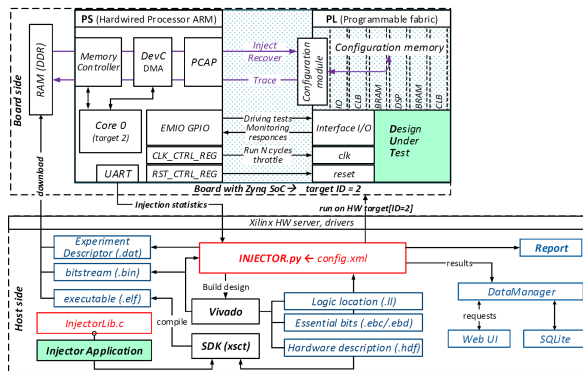 PS (Hardwired Processor ARM)
PL (Programmable fabric)
Board side
RAM (DDR)
Memory
Controller
DevC
DMA
PCAP
Inject
Recover
Trace
Configuration
module
Configuration memory
IO
CLB
BRAM
DSP
BRAM
CLB
Core 0
(target 2)
EMIO GPIO
Driving tests
Monitoring
responces
Interface I/O
Design
Under
Test
CLK_CTRL_REG
Run N cycles
throttle
clk
UART
RST_CTRL_REG
reset
Board with Zynq SoC → target ID = 2
download
Injection statistics
run on HW target[ID=2]
Host side
Xilinx HW server, drivers
Experiment
Descriptor (.dat)
INJECTOR.py ← config.xml
Report
bitstream (.bin)
results
Build design
executable (.elf)
Logic location (.ll)
DataManager
InjectorLib.c
compile
Vivado
Essential bits (.ebc/.ebd)
requests
Injector Application
SDK (xsct)
Hardware description (.hdf)
Web UI
SQLite